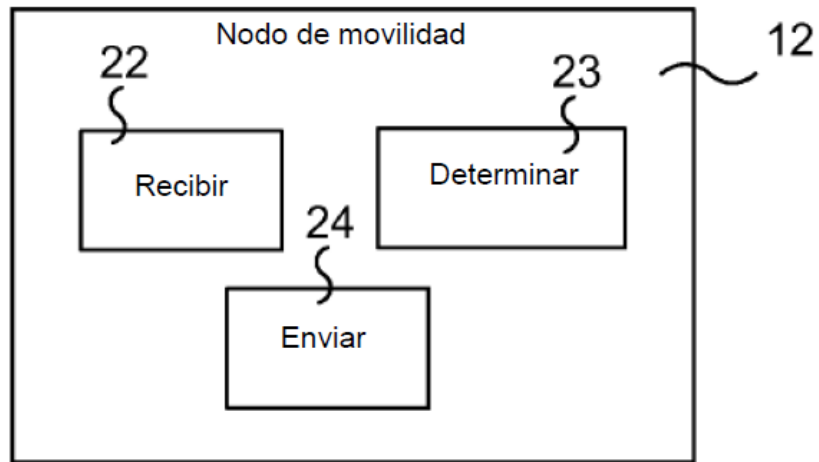 Nodo de movilidad
12
22
23
Recibir
Determinar
24
Enviar